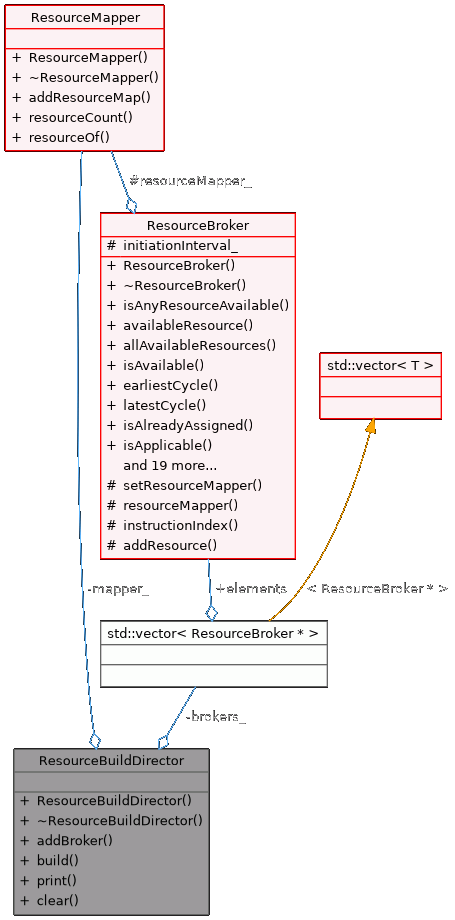 ResourceMapper
+ ResourceMapper()
+ ~ResourceMapper()
+ addResourceMap()
+ resourceCount()
+ resourceOf()
#resourceMapper_
ResourceBroker
# initiationInterval_
+ ResourceBroker()
+ ~ResourceBroker()
+ isAnyResourceAvailable()
+ availableResource()
+ allAvailableResources()
+ isAvailable()
+ earliestCycle()
+ latestCycle()
+ isAlreadyAssigned()
+ isApplicable()
and 19 more...
# setResourceMapper()
# resourceMapper()
# instructionIndex()
# addResource()
std::vector< T >
-mapper_
+elements
< ResourceBroker * >
std::vector< ResourceBroker * >
-brokers_
ResourceBuildDirector
+ ResourceBuildDirector()
+ ~ResourceBuildDirector()
+ addBroker()
+ build()
+ print()
+ clear()